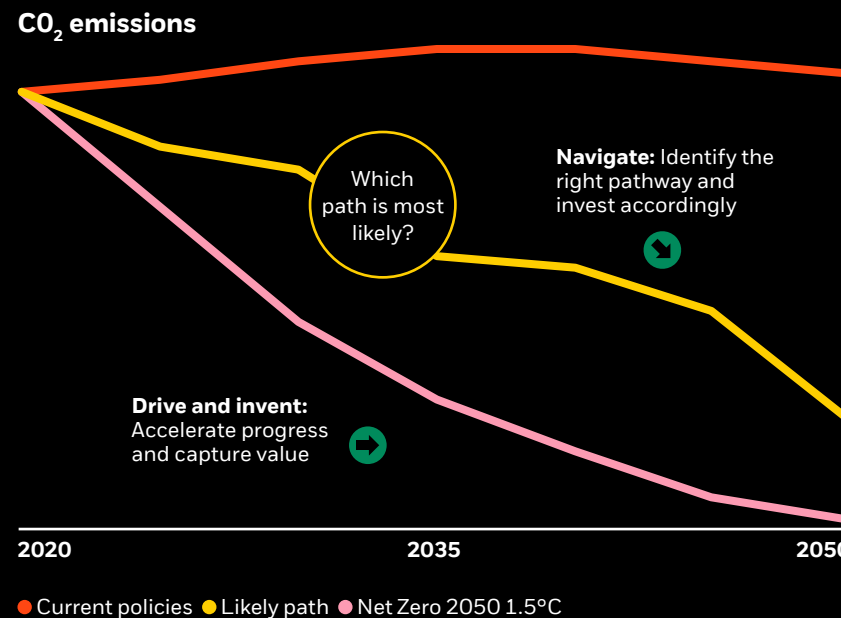 C0₂ emissions
Which
path is most
likely?
Navigate: Identify the
right pathway and
invest accordingly
Drive and invent:
Accelerate progress
and capture value
2020 2035 2050
Current policies Likely path Net Zero 2050 1.5°C